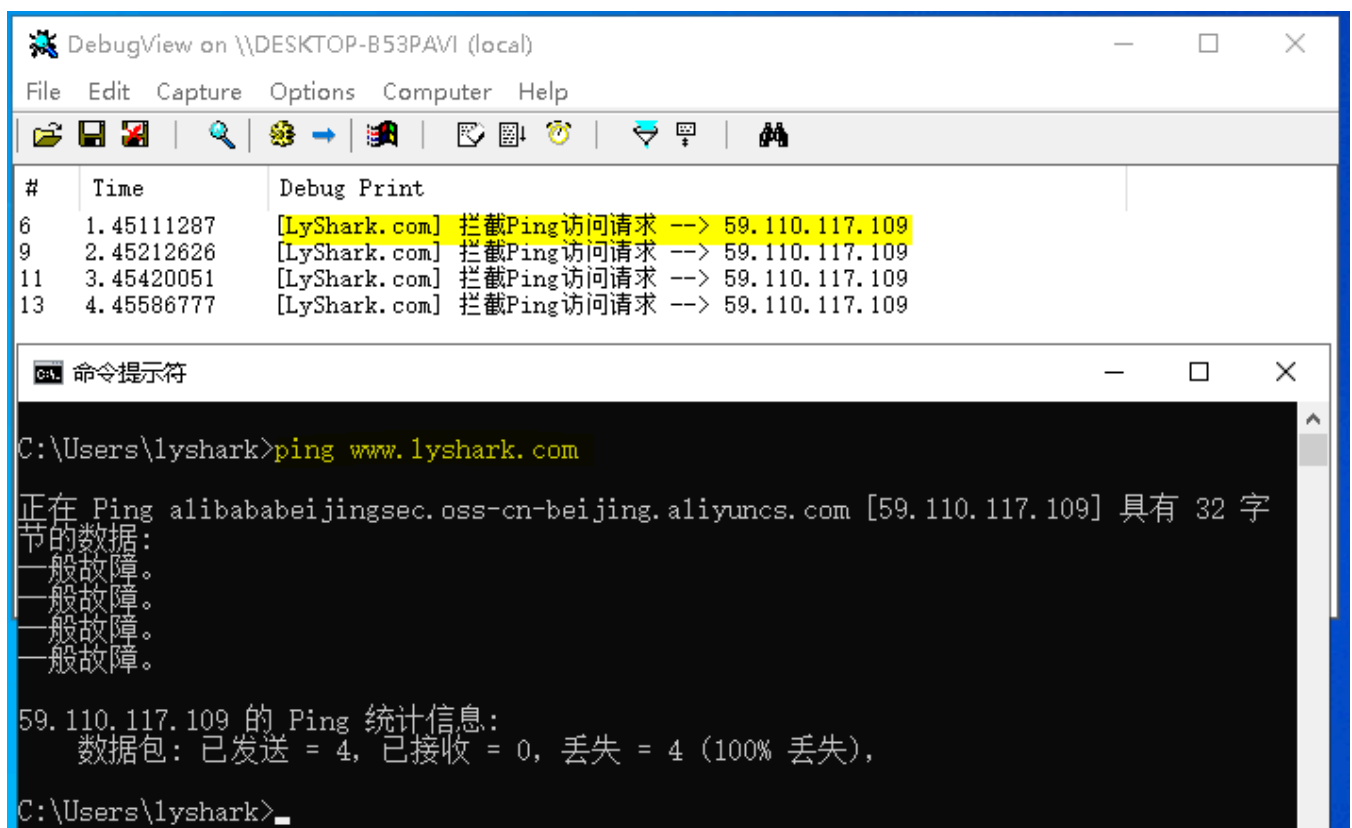 DebugView on \\DESKTOP-B53PAVI (local)
File Edit Capture Options Computer Help
# Time Debug Print
6 1.45111287 [LyShark.com] 拦截Ping访问请求 --> 59.110.117.109
9 2.45212626 [LyShark.com] 拦截Ping访问请求 --> 59.110.117.109
11 3.45420051 [LyShark.com] 拦截Ping访问请求 --> 59.110.117.109
13 4.45586777 [LyShark.com] 拦截Ping访问请求 --> 59.110.117.109
C:\. 命令提示符
C:\Users\lyshark>ping www.lyshark.com
正在 Ping alibababeijingsec.oss-cn-beijing.aliyuncs.com [59.110.117.109] 具有 32 字
节的数据:
一般故障。
一般故障。
一般故障。
一般故障。
59.110.117.109 的 Ping 统计信息:
数据包: 已发送 = 4, 已接收 = 0, 丢失 = 4 (100% 丢失),
C:\Users\lyshark>